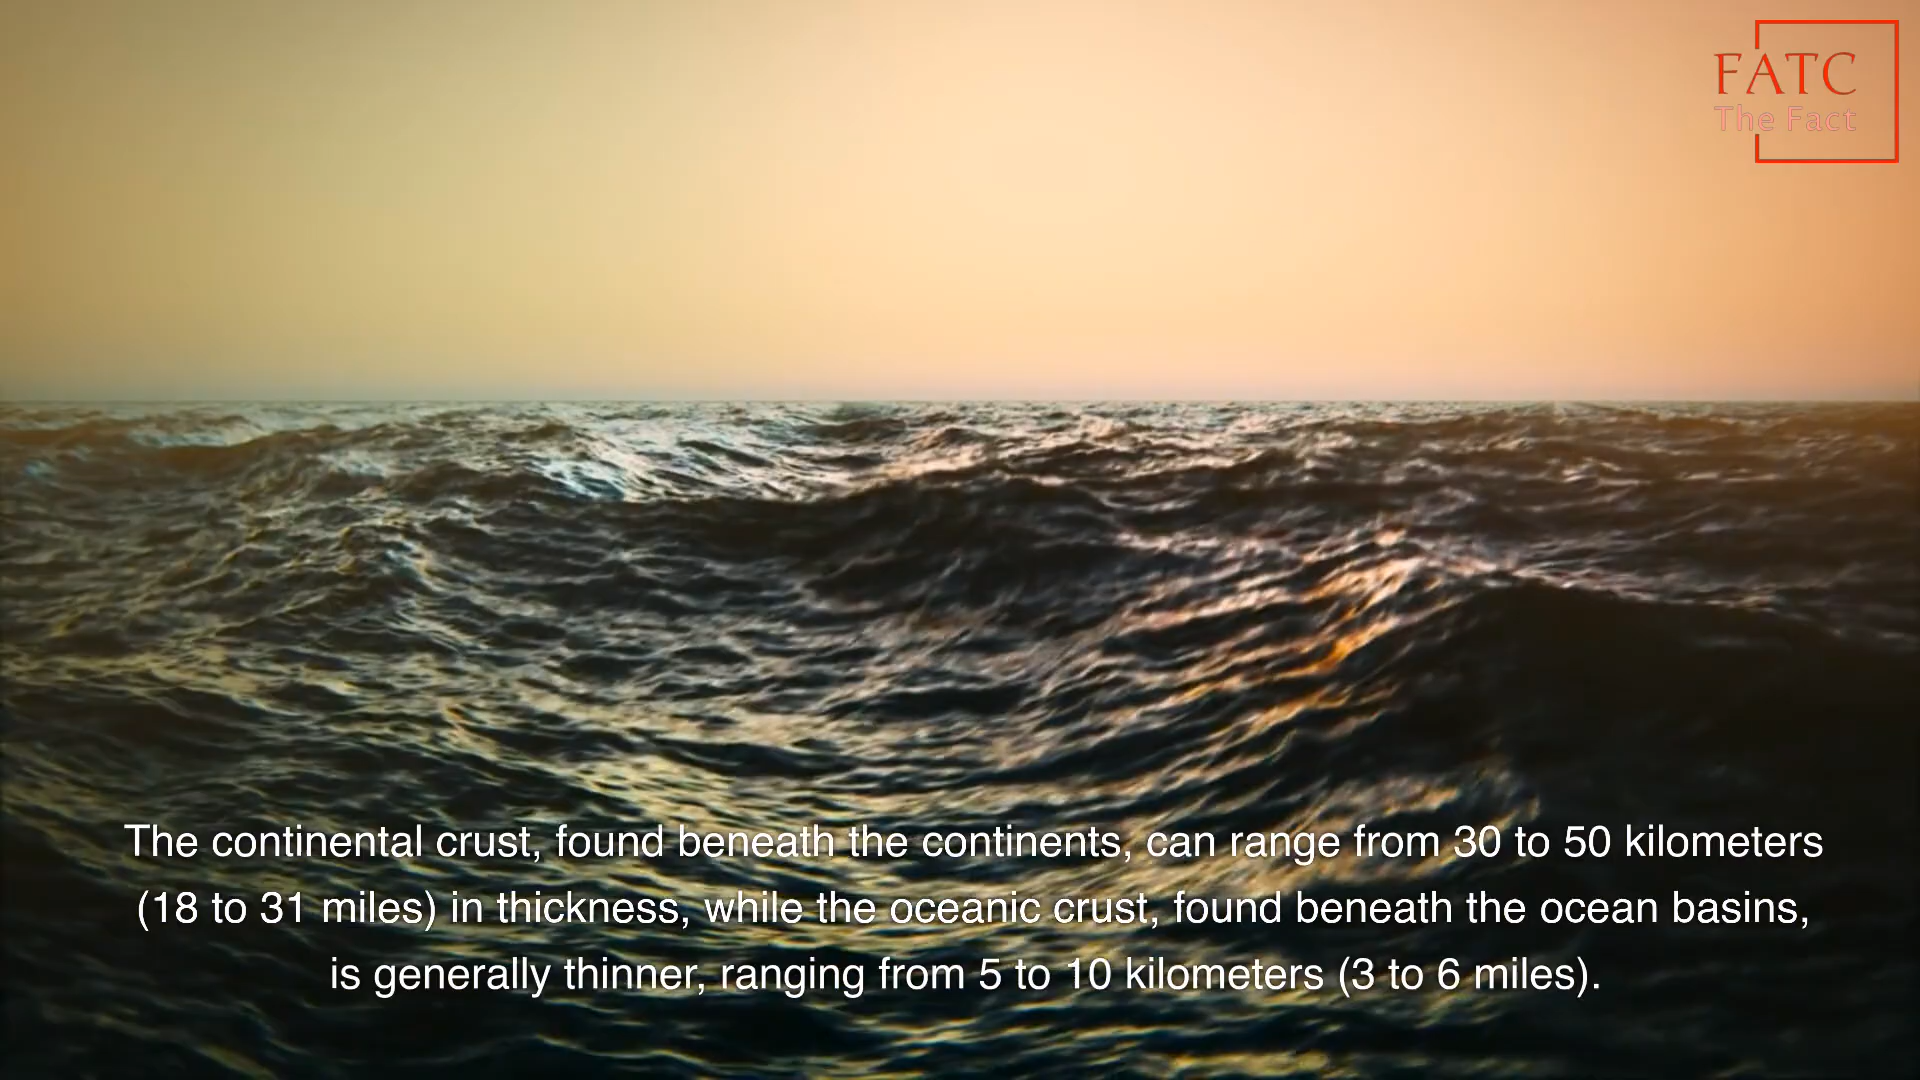 FATC
The Fact
The continental crust, found beneath the continents, can range from 30 to 50 kilometers
(18 to 31 miles) in thickness, while the oceanic crust, found beneath the ocean basins,
is generally thinner, ranging from 5 to 10 kilometers (3 to 6 miles).